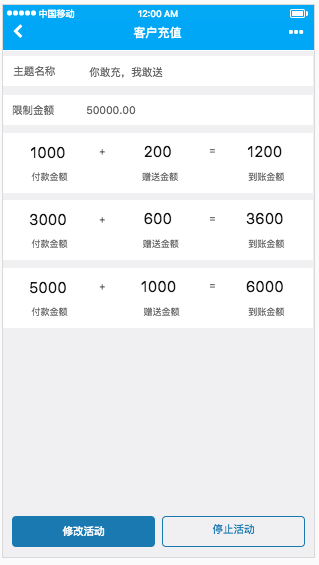 中国移动 12:00 AM
客户充值
主题名称 你敢充，我敢送
限制金额 50000.00
1000 + 200 = 1200
付款金额 赠送金额 到账金额
3000 + 600 = 3600
付款金额 赠送金额 到账金额
5000 + 1000 = 6000
付款金额 赠送金额 到账金额
修改活动 停止活动